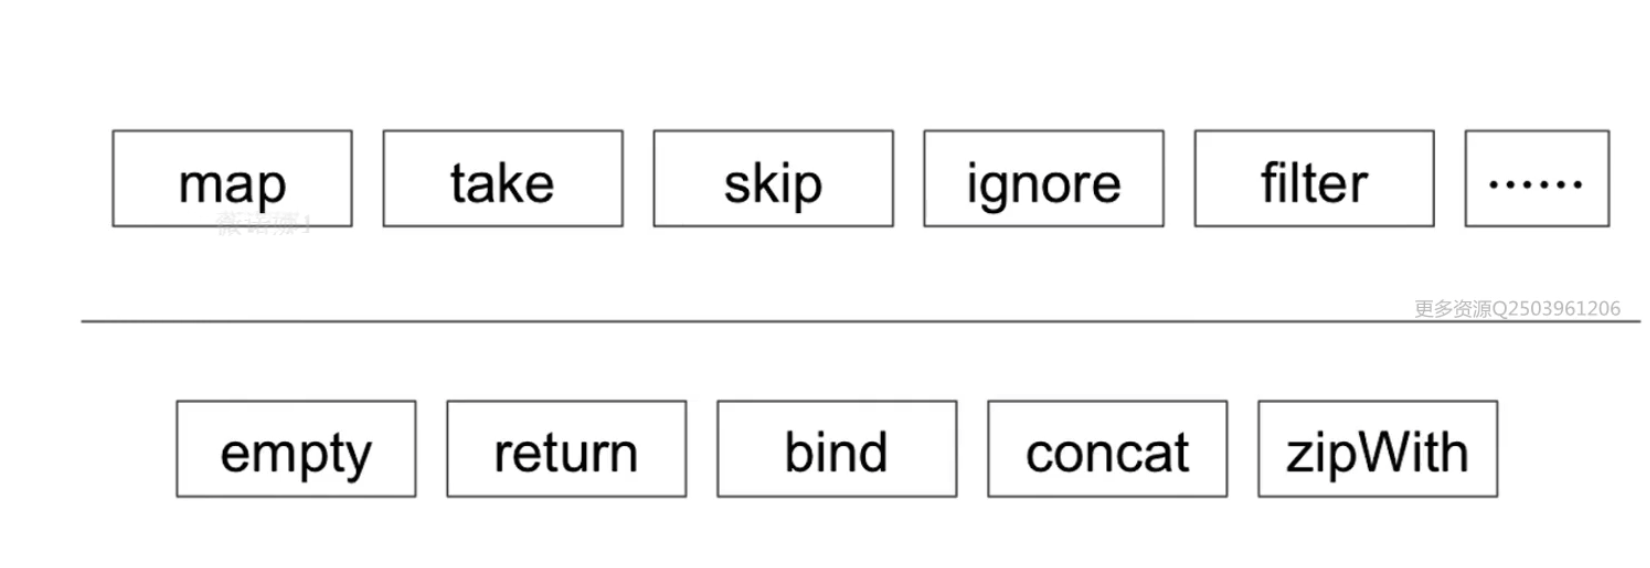 map take skip ignore filter ······
更多资源Q2503961206
empty return bind concat zipWith